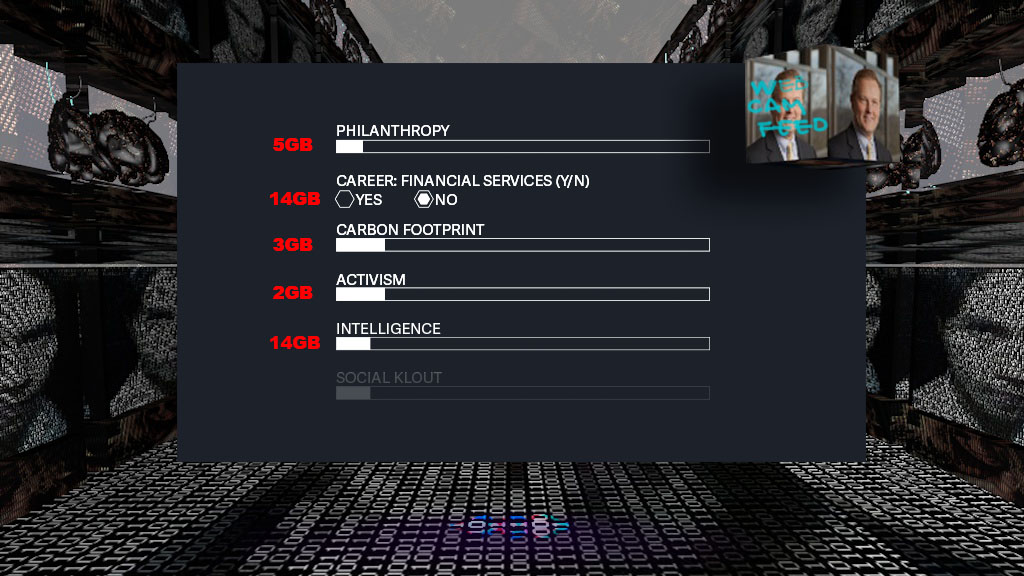 WEB
CAM
FEED
PHILANTHROPY
5GB
CAREER: FINANCIAL SERVICES (Y/N)
14GB YES NO
CARBON FOOTPRINT
3GB
ACTIVISM
2GB
INTELLIGENCE
14GB
SOCIAL KLOUT